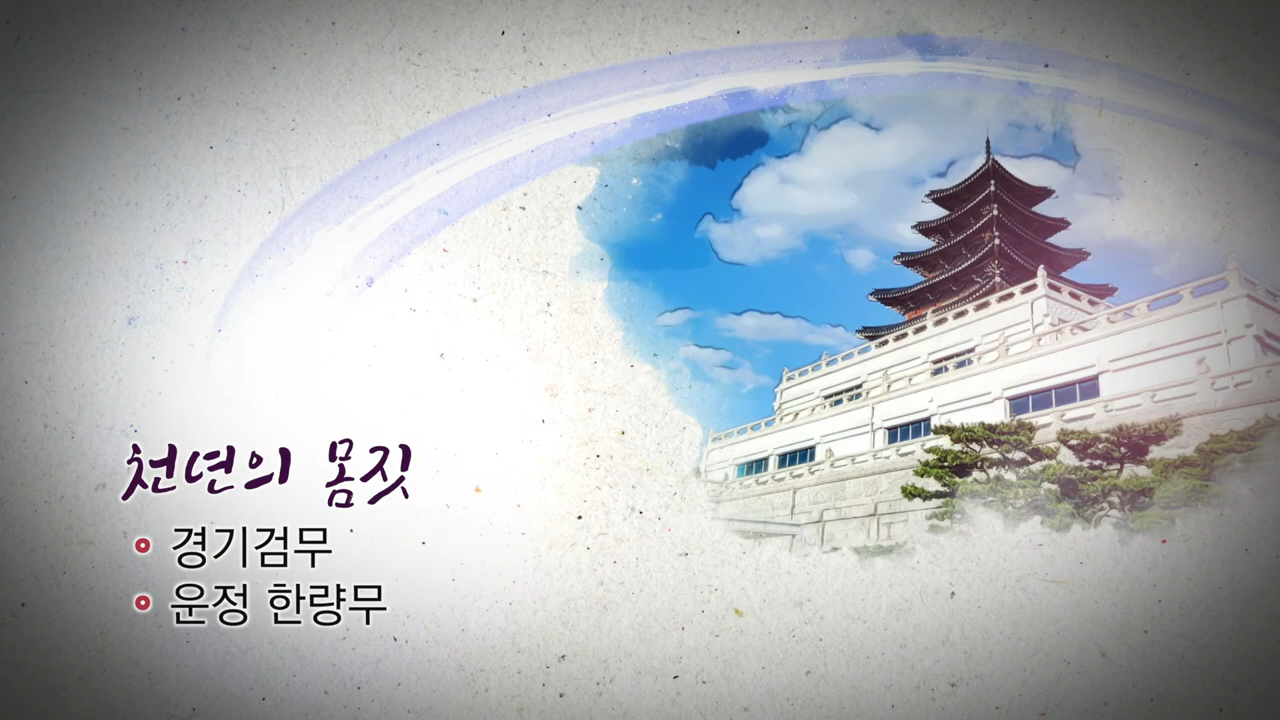 천년의 몸짓
경기검무
운정 한량무